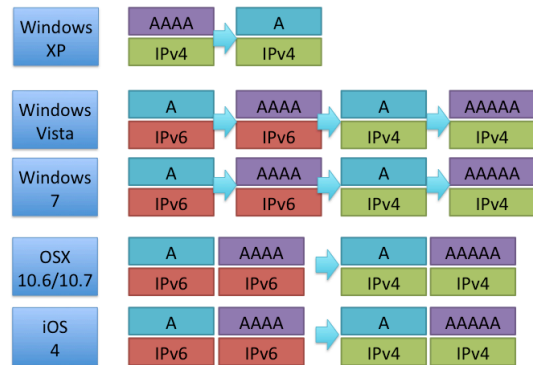 Windows XP AAAA A
IPv4 IPv4
Windows Vista A AAAA A AAAAA
IPv6 IPv6 IPv4 IPv4
Windows 7 A AAAA A AAAAA
IPv6 IPv6 IPv4 IPv4
OSX 10.6/10.7 A AAAA A AAAAA
IPv6 IPv6 IPv4 IPv4
iOS 4 A AAAA A AAAAA
IPv6 IPv6 IPv4 IPv4